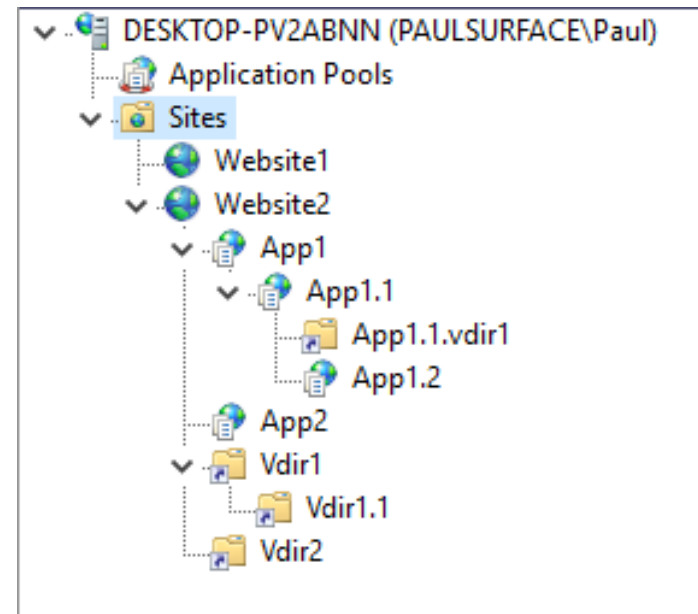 DESKTOP-PV2ABNN (PAULSURFACE\Paul)
Application Pools
Sites
Website1
Website2
App1
App1.1
App1.1.vdir1
App1.2
App2
Vdir1
Vdir1.1
Vdir2